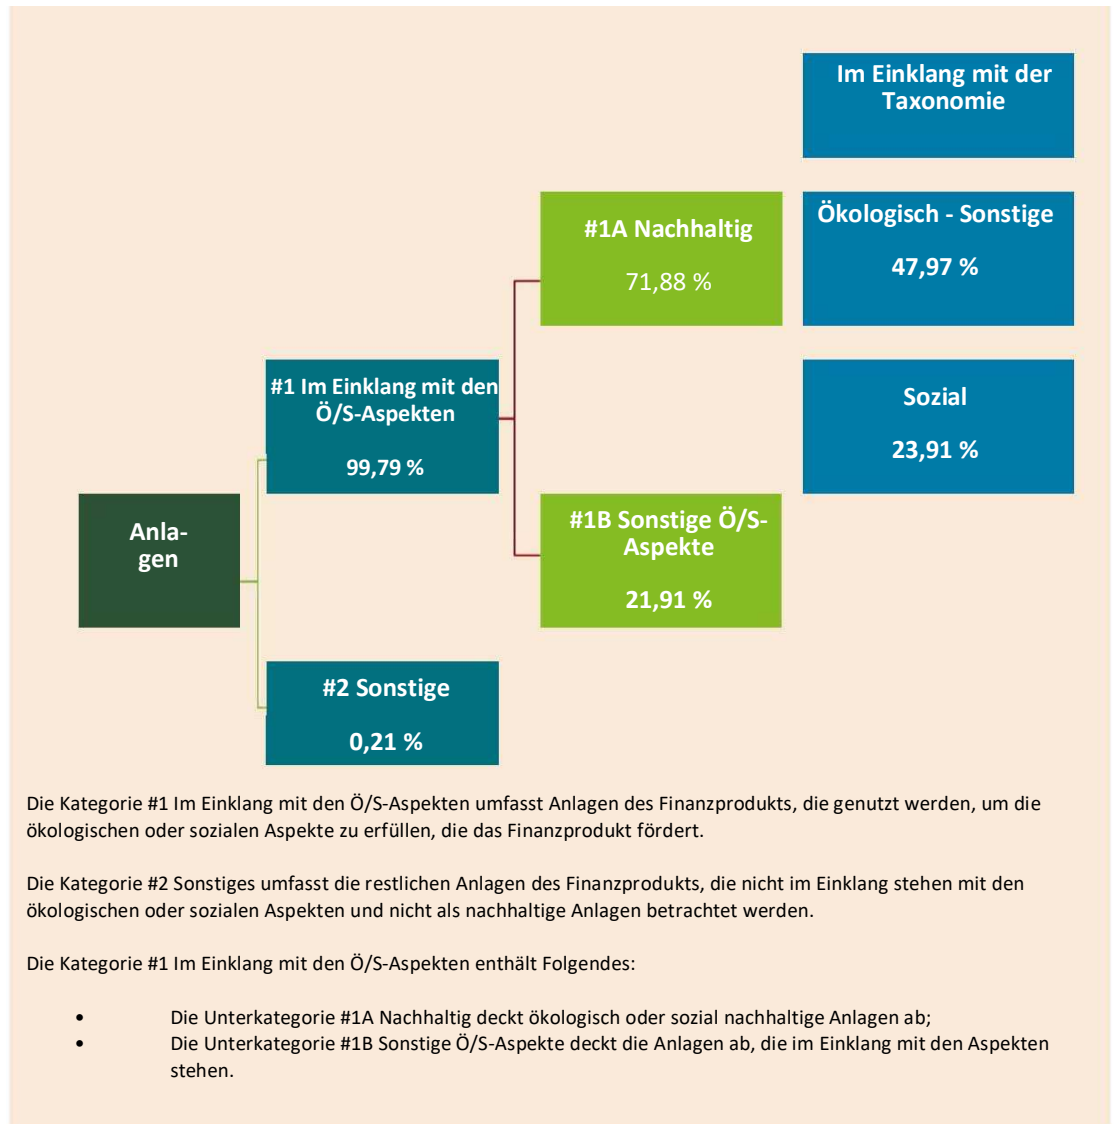 Im Einklang mit der
Taxonomie
#1A Nachhaltig
71,88 %
Ökologisch - Sonstige
47,97 %
#1 Im Einklang mit den
Ö/S-Aspekten
99,79 %
Sozial
23,91 %
Anla-
gen
#1B Sonstige Ö/S-
Aspekte
21,91 %
#2 Sonstige
0,21 %
Die Kategorie #1 Im Einklang mit den Ö/S-Aspekten umfasst Anlagen des Finanzprodukts, die genutzt werden, um die
ökologischen oder sozialen Aspekte zu erfüllen, die das Finanzprodukt fördert.
Die Kategorie #2 Sonstiges umfasst die restlichen Anlagen des Finanzprodukts, die nicht im Einklang stehen mit den
ökologischen oder sozialen Aspekten und nicht als nachhaltige Anlagen betrachtet werden.
Die Kategorie #1 Im Einklang mit den Ö/S-Aspekten enthält Folgendes:
• Die Unterkategorie #1A Nachhaltig deckt ökologisch oder sozial nachhaltige Anlagen ab;
• Die Unterkategorie #1B Sonstige Ö/S-Aspekte deckt die Anlagen ab, die im Einklang mit den Aspekten
stehen.